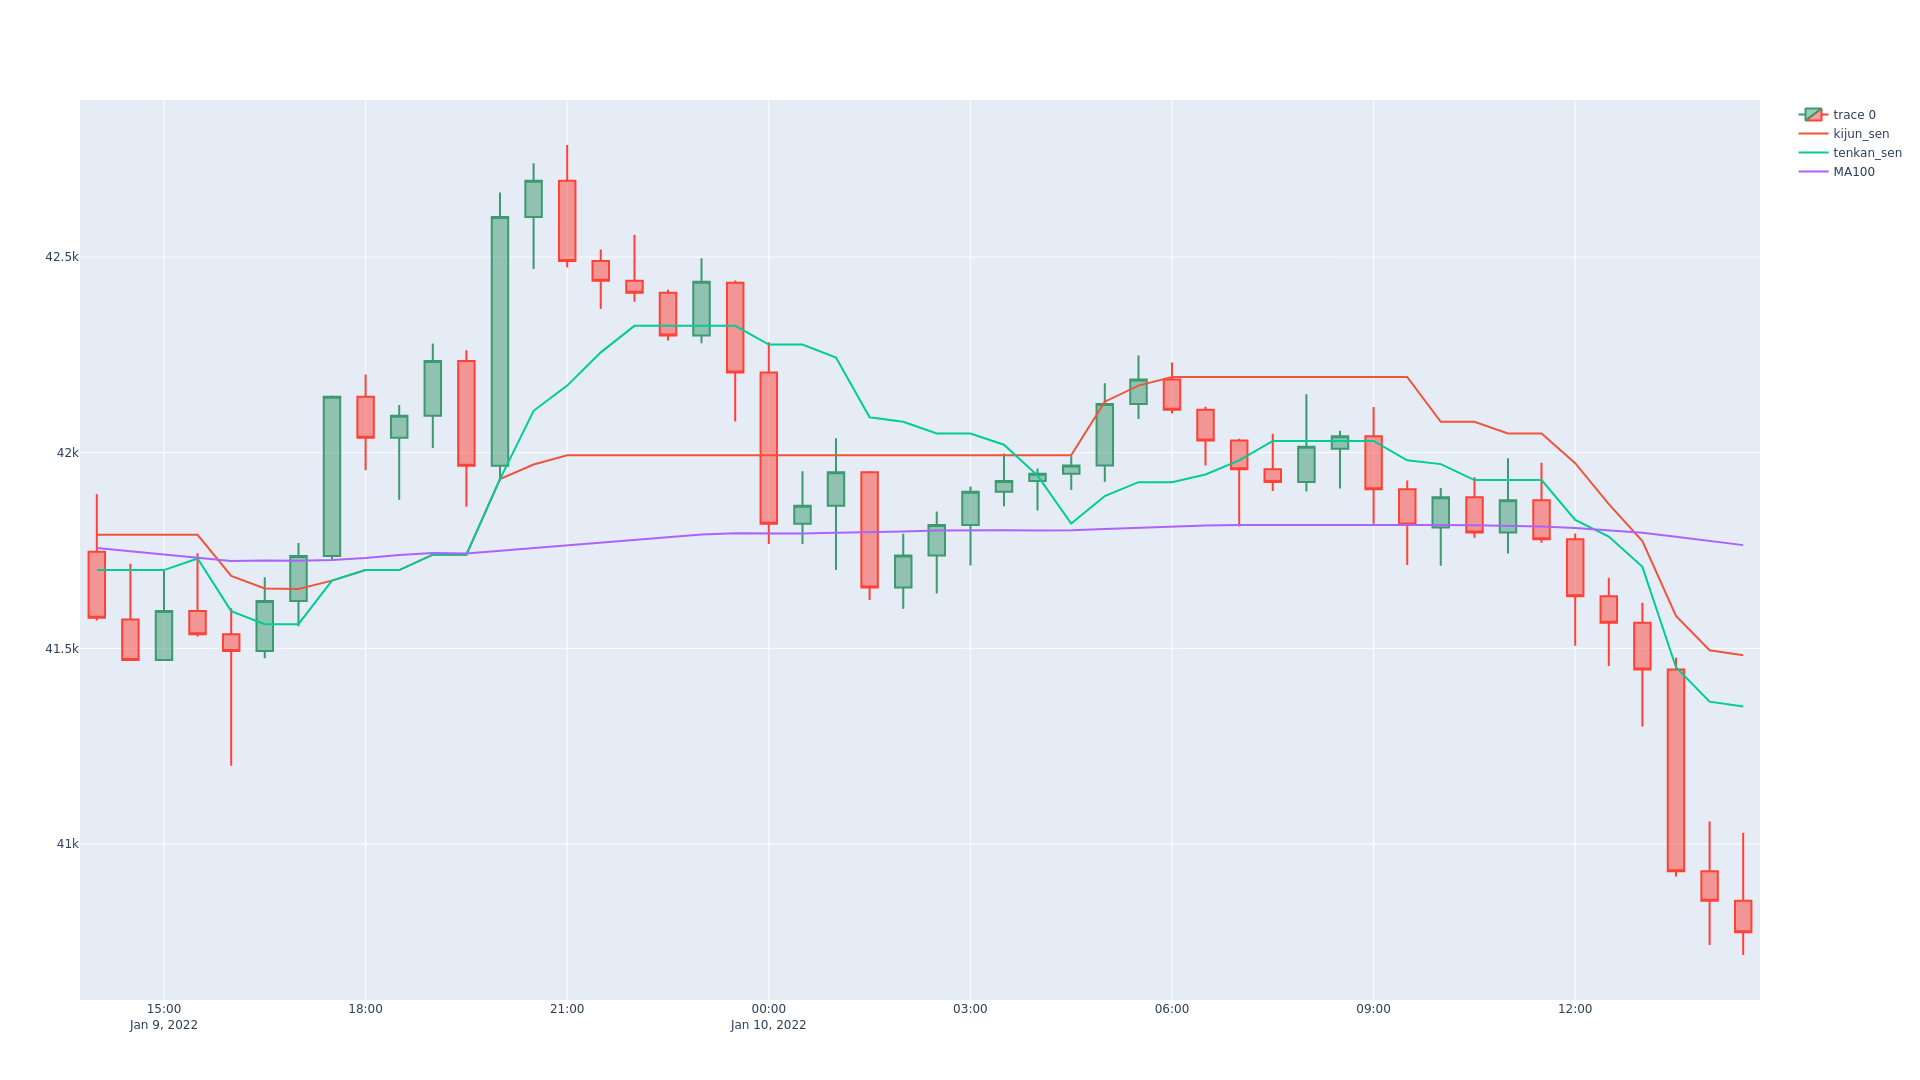 trace 0
kijun_sen
tenkan_sen
MA100
42.5k
42k
41.5k
41k
15:00 18:00 21:00 00:00 03:00 06:00 09:00 12:00
Jan 9, 2022 Jan 10, 2022